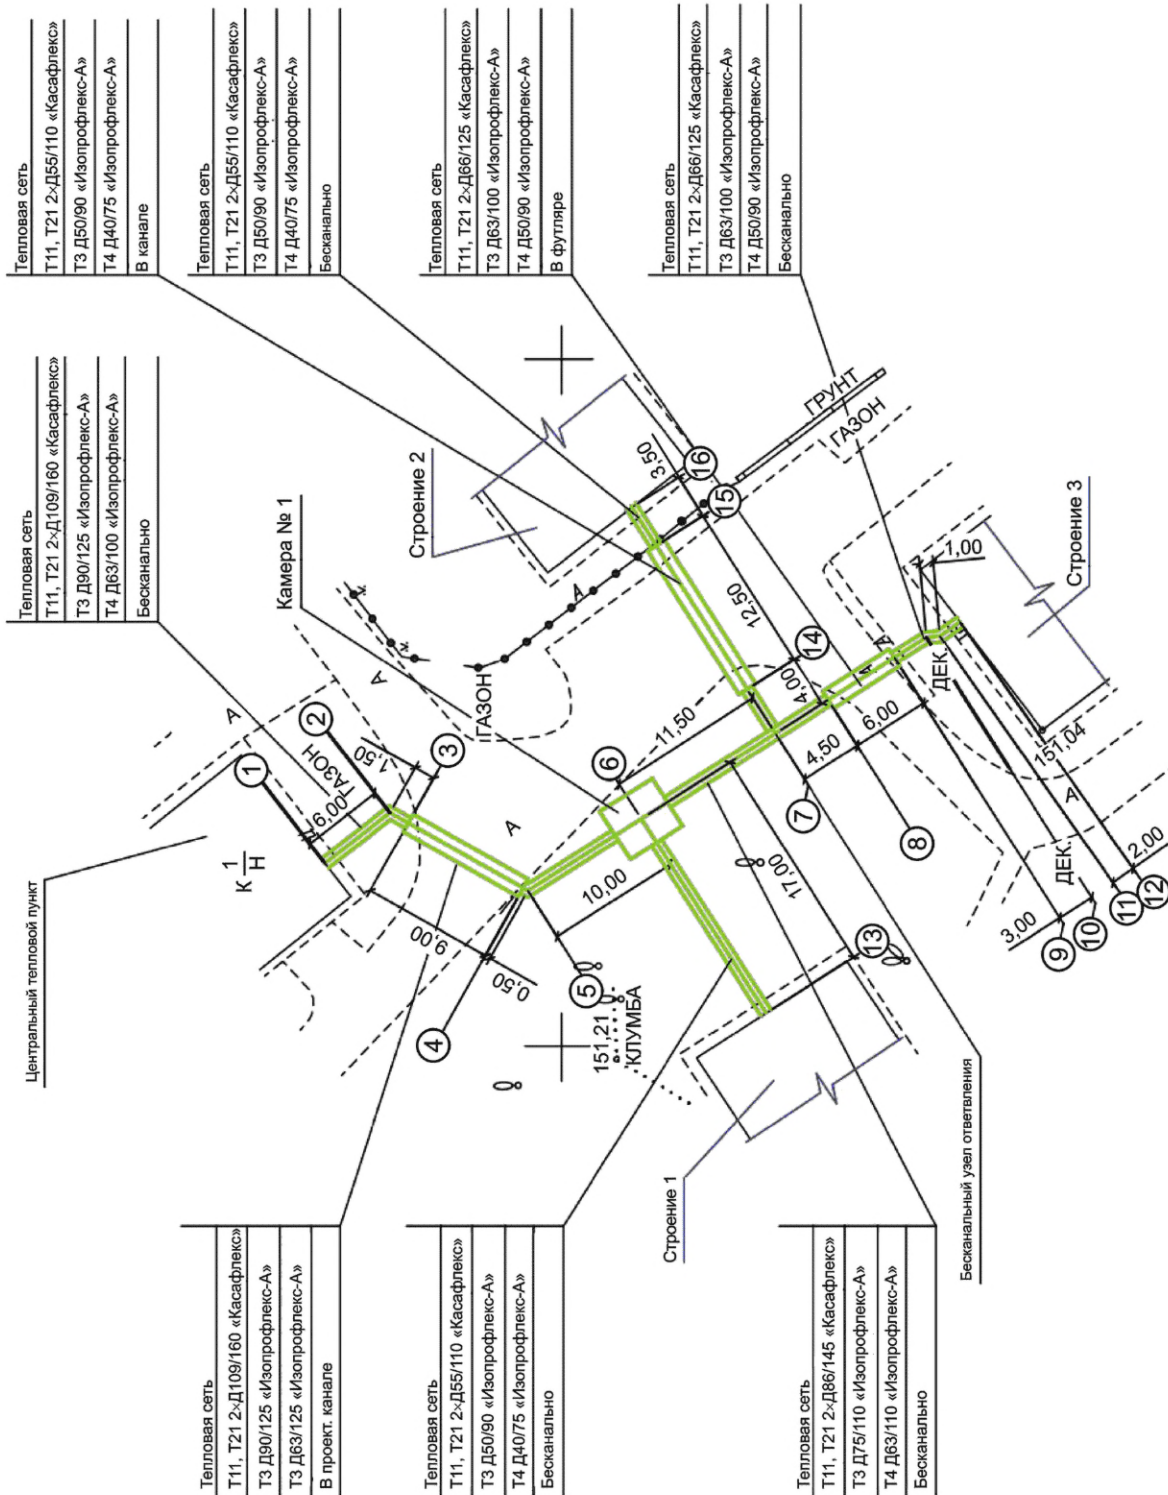 Тепловая сеть
Т11, Т21 2×Д55/110 «Касафлекс»
Т3 Д50/90 «Изопрофлекс-А»
Т4 Д40/75 «Изопрофлекс-А»
В канале
Тепловая сеть
Т11, Т21 2×Д55/110 «Касафлекс»
Т3 Д50/90 «Изопрофлекс-А»
Т4 Д40/75 «Изопрофлекс-А»
Бесканально
Тепловая сеть
Т11, Т21 2×Д66/125 «Касафлекс»
Т3 Д63/100 «Изопрофлекс-А»
Т4 Д50/90 «Изопрофлекс-А»
В футляре
Тепловая сеть
Т11, Т21 2×Д66/125 «Касафлекс»
Т3 Д63/100 «Изопрофлекс-А»
Т4 Д50/90 «Изопрофлекс-А»
Бесканально
Тепловая сеть
Т11, Т21 2×Д109/160 «Касафлекс»
Т3 Д90/125 «Изопрофлекс-А»
Т4 Д63/100 «Изопрофлекс-А»
Бесканально
Камера № 1
Строение 2
ГРУНТ
ГАЗОН
3,50
16
15
А
А
А
ГАЗОН
12,50
14
4,00
1,00
Строение 3
А
А
ДЕК.
151,04
1
2
ГАЗОН
6,00
1,50
3
К 1/Н
А
6
11,50
4,50
6,00
7
8
А
ДЕК.
2,00
12
11
10
9
3,00
Центральный тепловой пункт
9,00
0,50
10,00
17,00
4
5
13
151,21
КЛУМБА
Строение 1
Бесканальный узел ответвления
Тепловая сеть
Т11, Т21 2×Д109/160 «Касафлекс»
Т3 Д90/125 «Изопрофлекс-А»
Т3 Д63/125 «Изопрофлекс-А»
В проект. канале
Тепловая сеть
Т11, Т21 2×Д55/110 «Касафлекс»
Т3 Д50/90 «Изопрофлекс-А»
Т4 Д40/75 «Изопрофлекс-А»
Бесканально
Тепловая сеть
Т11, Т21 2×Д86/145 «Касафлекс»
Т3 Д75/110 «Изопрофлекс-А»
Т4 Д63/110 «Изопрофлекс-А»
Бесканально